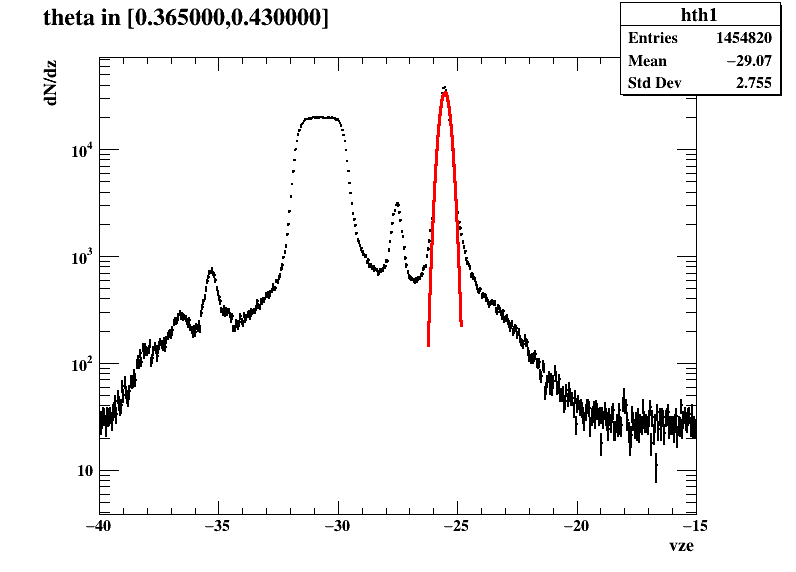 theta in [0.365000,0.430000]
hth1
Entries 1454820
Mean −29.07
Std Dev 2.755
dN/dz
10⁴
10³
10²
10
−40 −35 −30 −25 −20 −15
vze